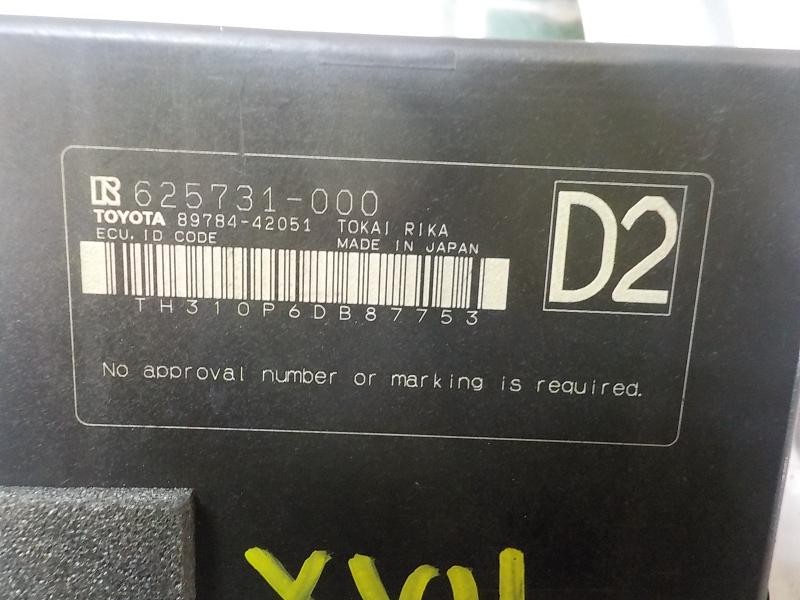 625731-000
TOYOTA 89784-42051 TOKAI RIKA
ECU. ID CODE MADE IN JAPAN
TH310P6DB87753
D2
No approval number or marking is required.